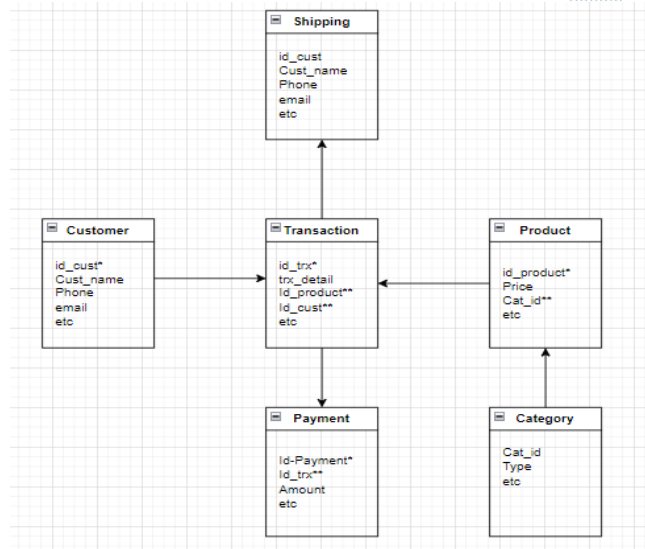 Shipping
id_cust
Cust_name
Phone
email
etc
Customer
id_cust*
Cust_name
Phone
email
etc
Transaction
id_trx*
trx_detail
Id_product**
Id_cust**
etc
Product
id_product*
Price
Cat_id**
etc
Payment
Id-Payment*
Id_trx**
Amount
etc
Category
Cat_id
Type
etc